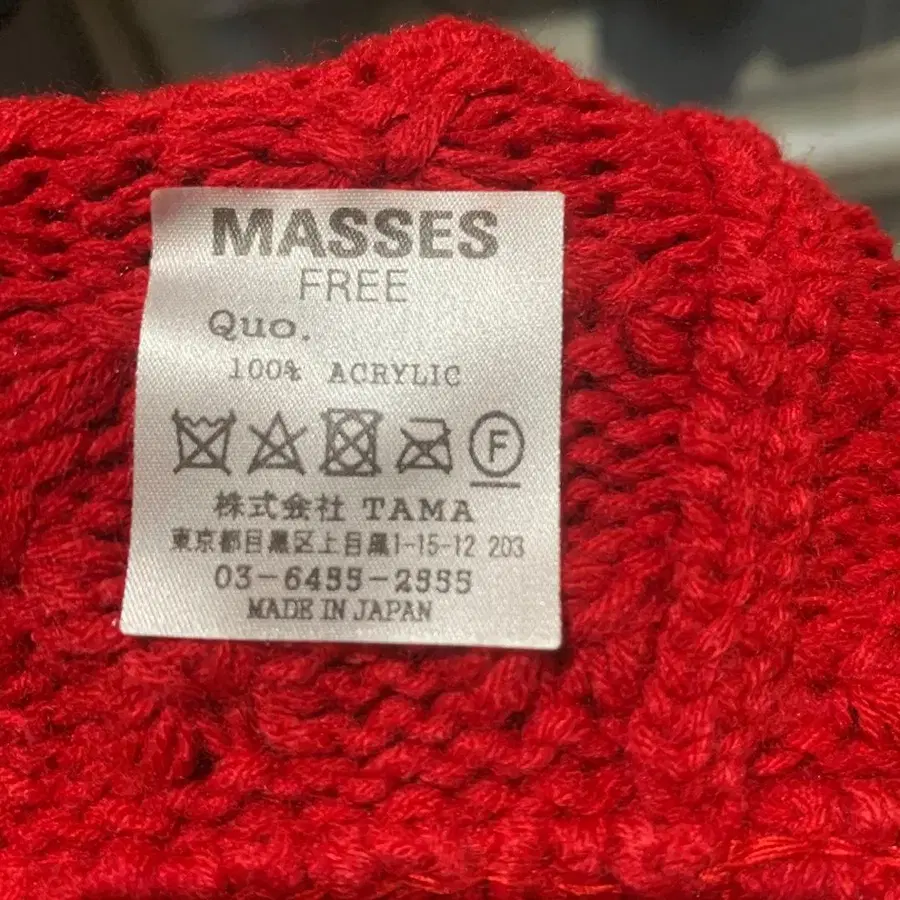 MASSES
FREE
Quo.
100% ACRYLIC
F
株式会社 TAMA
東京都目黒区上目黒1-15-12 203
03-6455-2555
MADE IN JAPAN